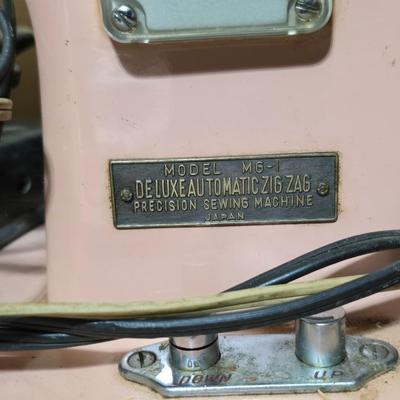 MODEL MG-1
DELUXE AUTOMATIC ZIG ZAG
PRECISION SEWING MACHINE
JAPAN
DOWN UP